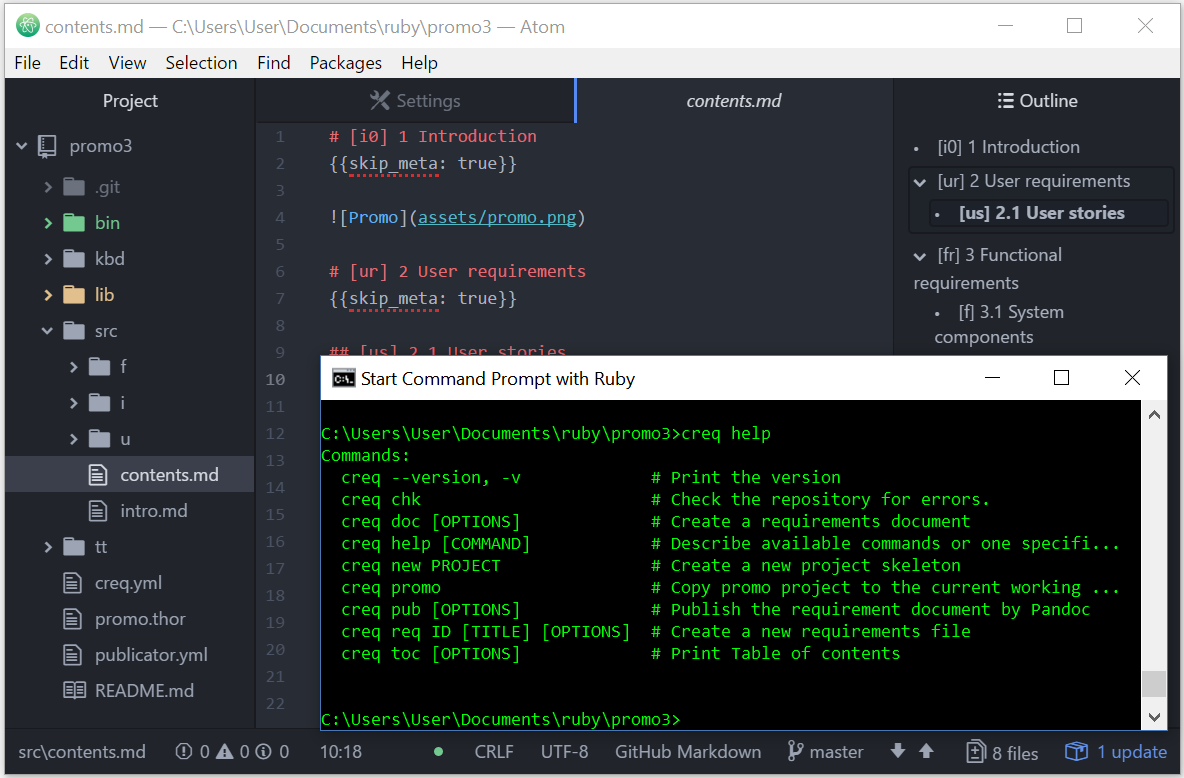 contents.md — C:\Users\User\Documents\ruby\promo3 — Atom
File Edit View Selection Find Packages Help
Project
promo3
.git
bin
kbd
lib
src
f
i
u
contents.md
intro.md
tt
creq.yml
promo.thor
publicator.yml
README.md
Settings
contents.md
1 # [i0] 1 Introduction
2 {{skip_meta: true}}
3
4 ![Promo](assets/promo.png)
5
6 # [ur] 2 User requirements
7 {{skip_meta: true}}
8
9 ## [us] 2.1 User stories
10
11
12
13
14
15
16
17
18
19
20
21
22
Outline
[i0] 1 Introduction
[ur] 2 User requirements
[us] 2.1 User stories
[fr] 3 Functional
requirements
[f] 3.1 System
components
Start Command Prompt with Ruby
C:\Users\User\Documents\ruby\promo3>creq help
Commands:
creq --version, -v # Print the version
creq chk # Check the repository for errors.
creq doc [OPTIONS] # Create a requirements document
creq help [COMMAND] # Describe available commands or one specifi...
creq new PROJECT # Create a new project skeleton
creq promo # Copy promo project to the current working ...
creq pub [OPTIONS] # Publish the requirement document by Pandoc
creq req ID [TITLE] [OPTIONS] # Create a new requirements file
creq toc [OPTIONS] # Print Table of contents
C:\Users\User\Documents\ruby\promo3>
src\contents.md 0 0 0 10:18 CRLF UTF-8 GitHub Markdown master 8 files 1 update